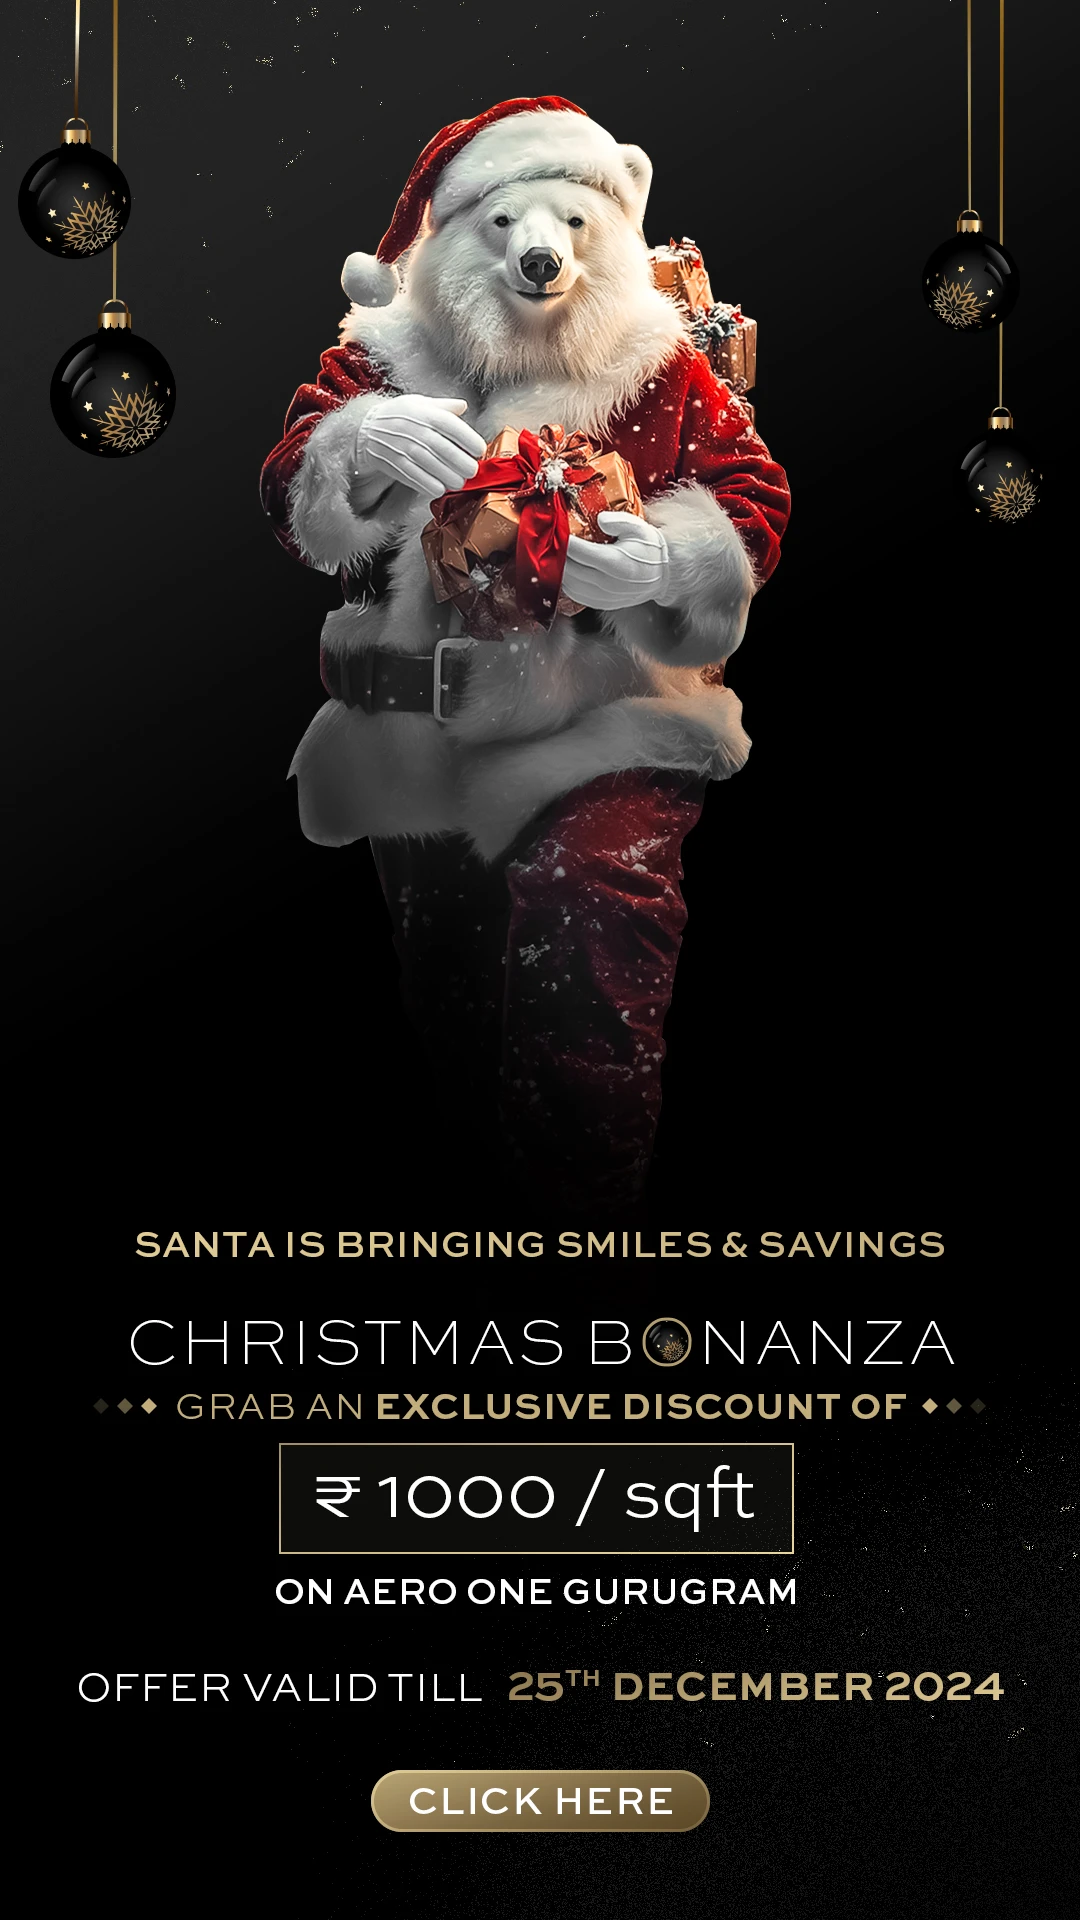 SANTA IS BRINGING SMILES & SAVINGS
CHRISTMAS BONANZA
GRAB AN EXCLUSIVE DISCOUNT OF
₹ 1000 / sqft
ON AERO ONE GURUGRAM
OFFER VALID TILL 25TH DECEMBER 2024
CLICK HERE